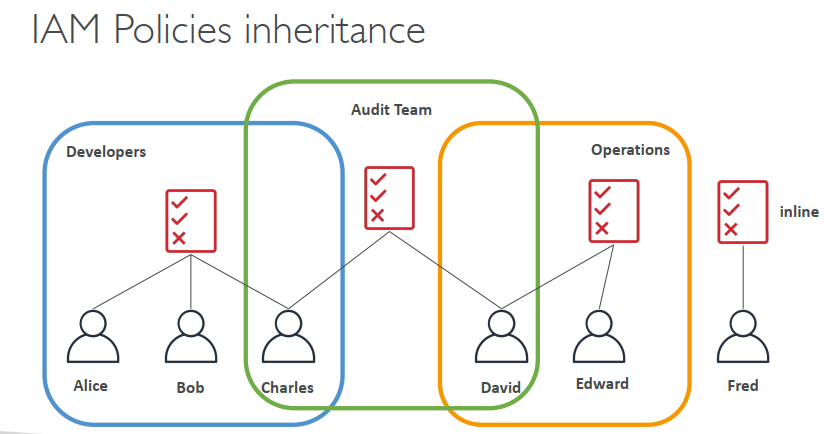 IAM Policies inheritance
Audit Team
Developers
Operations
inline
Alice
Bob
Charles
David
Edward
Fred